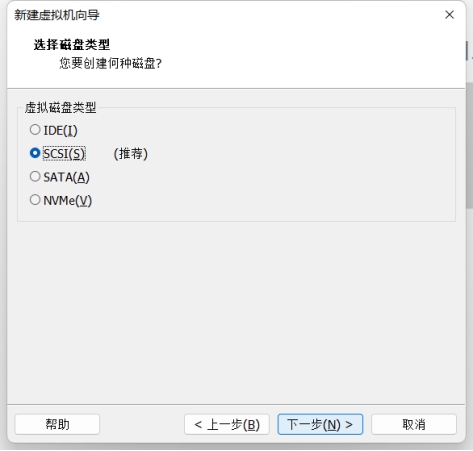 新建虚拟机向导
选择磁盘类型
您要创建何种磁盘?
虚拟磁盘类型
IDE(I)
SCSI(S) (推荐)
SATA(A)
NVMe(V)
帮助 < 上一步(B) 下一步(N) > 取消